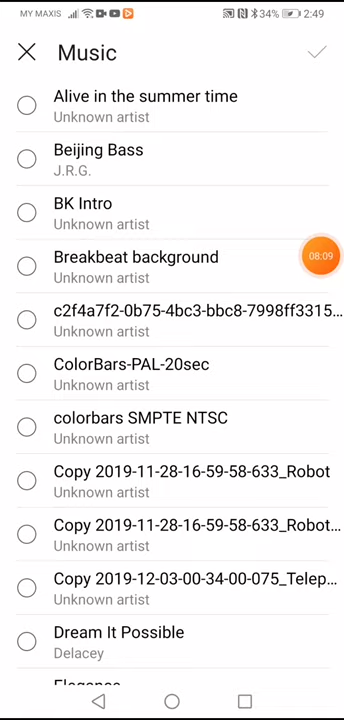 MY MAXIS 34% 2:49
Music
Alive in the summer time
Unknown artist
Beijing Bass
J.R.G.
BK Intro
Unknown artist
Breakbeat background
Unknown artist
08:09
c2f4a7f2-0b75-4bc3-bbc8-7998ff3315...
Unknown artist
ColorBars-PAL-20sec
Unknown artist
colorbars SMPTE NTSC
Unknown artist
Copy 2019-11-28-16-59-58-633_Robot
Unknown artist
Copy 2019-11-28-16-59-58-633_Robot...
Unknown artist
Copy 2019-12-03-00-34-00-075_Telep...
Unknown artist
Dream It Possible
Delacey